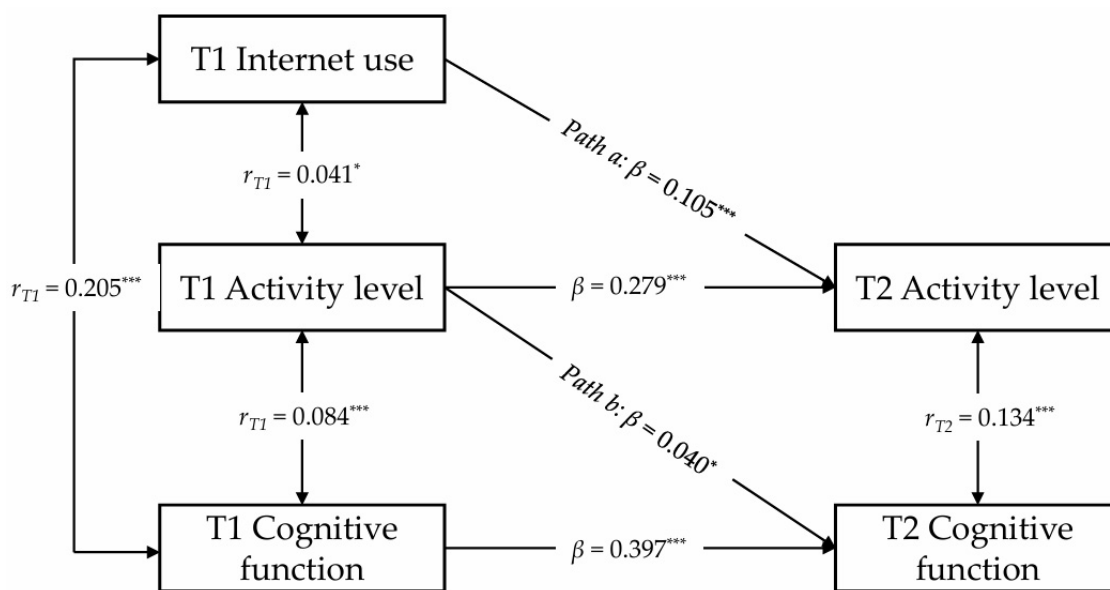 T1 Internet use
Path a: β = 0.105***
r_T1 = 0.041*
r_T1 = 0.205***
T1 Activity level
β = 0.279***
T2 Activity level
Path b: β = 0.040*
r_T1 = 0.084***
r_T2 = 0.134***
T1 Cognitive
function
β = 0.397***
T2 Cognitive
function